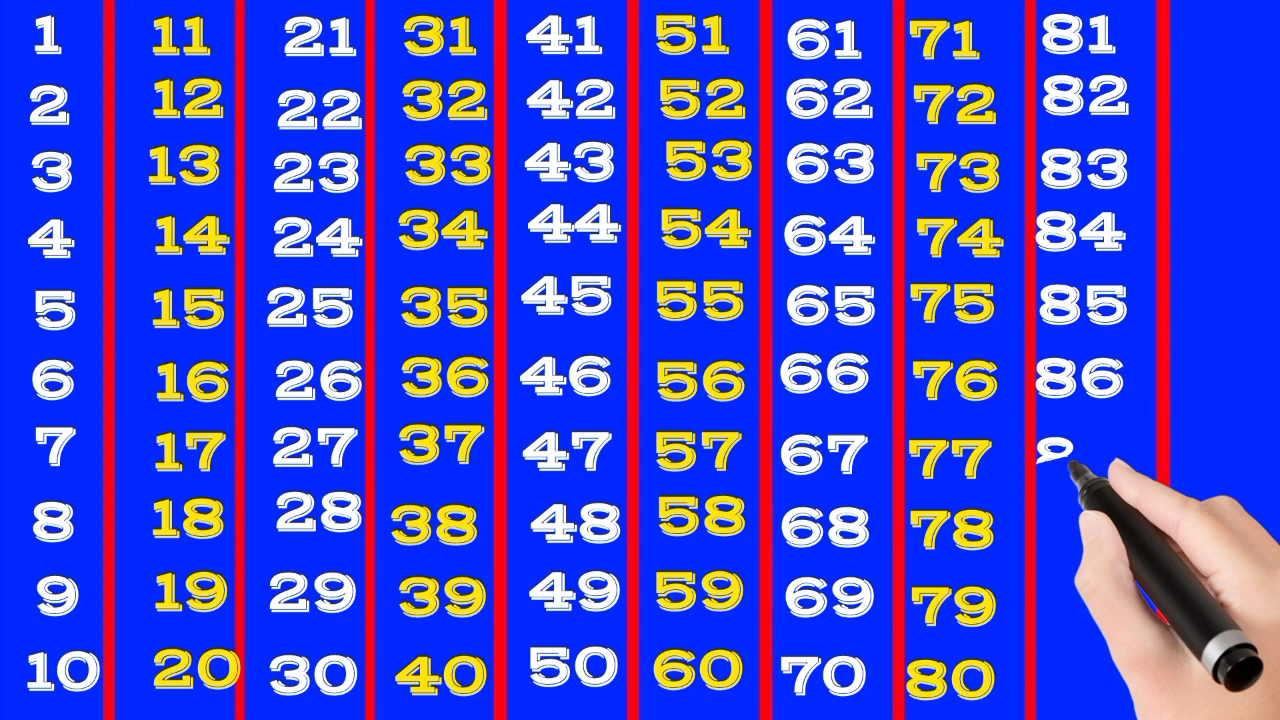 1 11 21 31 41 51 61 71 81
2 12 22 32 42 52 62 72 82
3 13 23 33 43 53 63 73 83
4 14 24 34 44 54 64 74 84
5 15 25 35 45 55 65 75 85
6 16 26 36 46 56 66 76 86
7 17 27 37 47 57 67 77
8 18 28 38 48 58 68 78
9 19 29 39 49 59 69 79
10 20 30 40 50 60 70 80